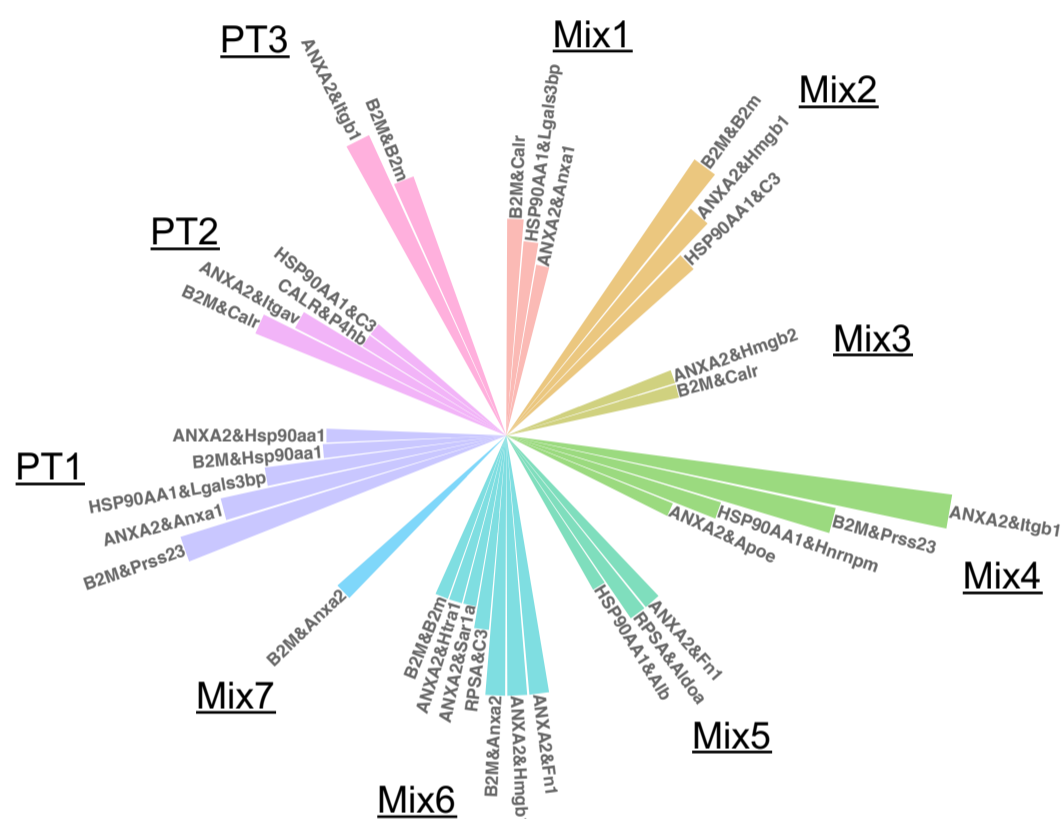 Mix1
B2M&Calr
HSP90AA1&Lgals3bp
ANXA2&Anxa1
Mix2
B2M&B2m
ANXA2&Hmgb1
HSP90AA1&C3
Mix3
ANXA2&Hmgb2
B2M&Calr
Mix4
ANXA2&Itgb1
B2M&Prss23
HSP90AA1&Hnrnpm
ANXA2&Apoe
Mix5
ANXA2&Fn1
RPSA&Aldoa
HSP90AA1&Alb
Mix6
ANXA2&Fn1
ANXA2&Hmgb
B2M&Anxa2
RPSA&C3
ANXA2&Sar1a
ANXA2&Htra1
B2M&B2m
Mix7
B2M&Anxa2
PT1
B2M&Prss23
ANXA2&Anxa1
HSP90AA1&Lgals3bp
B2M&Hsp90aa1
ANXA2&Hsp90aa1
PT2
B2M&Calr
ANXA2&Itgav
CALR&P4hb
HSP90AA1&C3
PT3
ANXA2&Itgb1
B2M&B2m